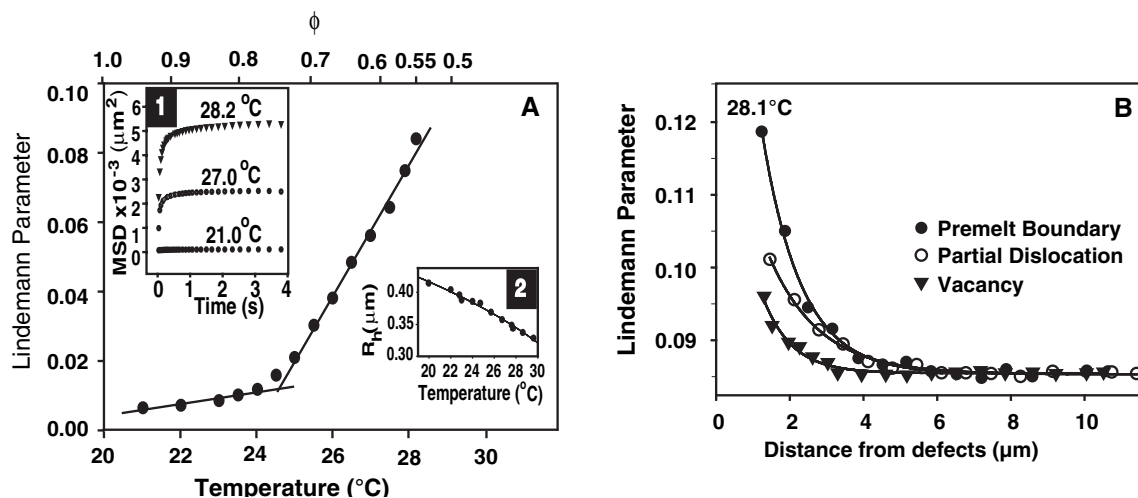 ϕ
1.0 0.9 0.8 0.7 0.6 0.55 0.5
A
Lindemann Parameter
0.10
0.08
0.06
0.04
0.02
0.00
20 22 24 26 28 30
Temperature (°C)
1
MSD x10⁻³ (μm²)
6
5
4
3
2
1
0
28.2 °C
27.0 °C
21.0 °C
0 1 2 3 4
Time (s)
2
R_h(μm)
0.40
0.35
0.30
20 22 24 26 28 30
Temperature (°C)
B
Lindemann Parameter
0.12
0.11
0.10
0.09
28.1°C
Premelt Boundary
Partial Dislocation
Vacancy
0 2 4 6 8 10
Distance from defects (μm)